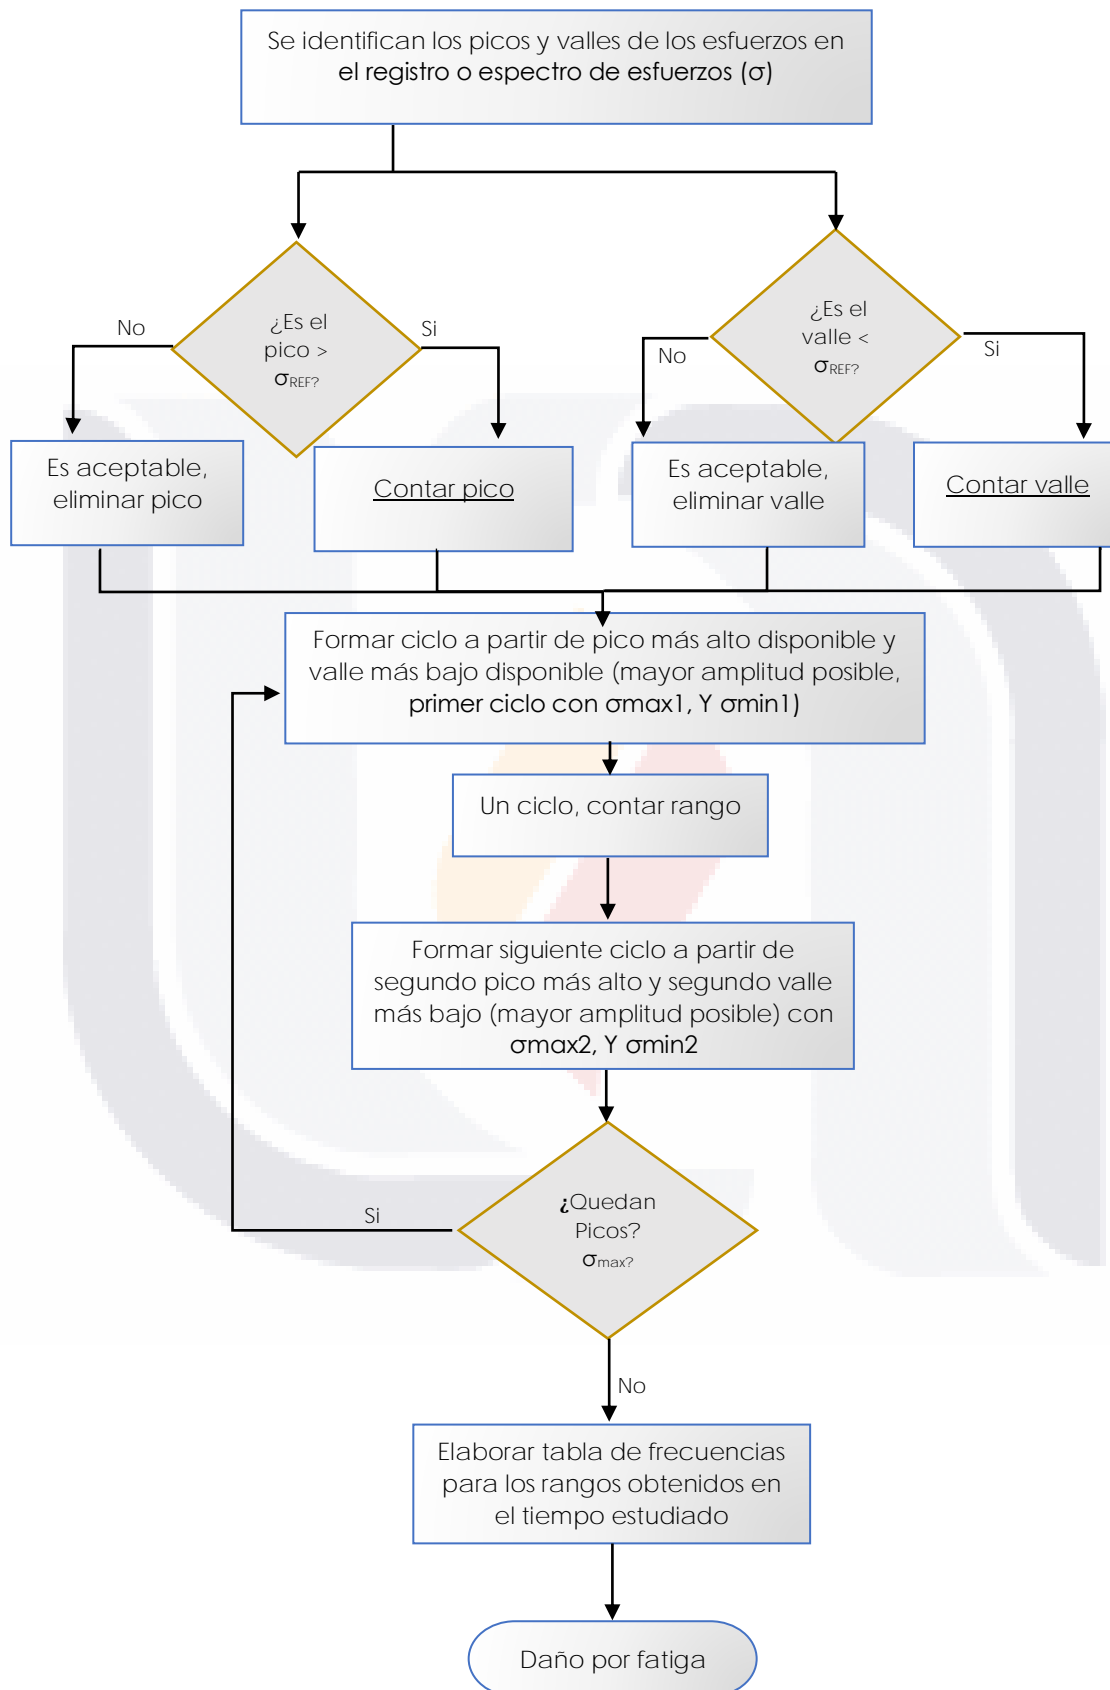 Se identifican los picos y valles de los esfuerzos en
el registro o espectro de esfuerzos (σ)
¿Es el
pico >
σREF?
No
Si
¿Es el
valle <
σREF?
No
Si
Es aceptable,
eliminar pico
Contar pico
Es aceptable,
eliminar valle
Contar valle
Formar ciclo a partir de pico más alto disponible y
valle más bajo disponible (mayor amplitud posible,
primer ciclo con σmax1, Y σmin1)
Un ciclo, contar rango
Formar siguiente ciclo a partir de
segundo pico más alto y segundo valle
más bajo (mayor amplitud posible) con
σmax2, Y σmin2
¿Quedan
Picos?
σmax?
Si
No
Elaborar tabla de frecuencias
para los rangos obtenidos en
el tiempo estudiado
Daño por fatiga